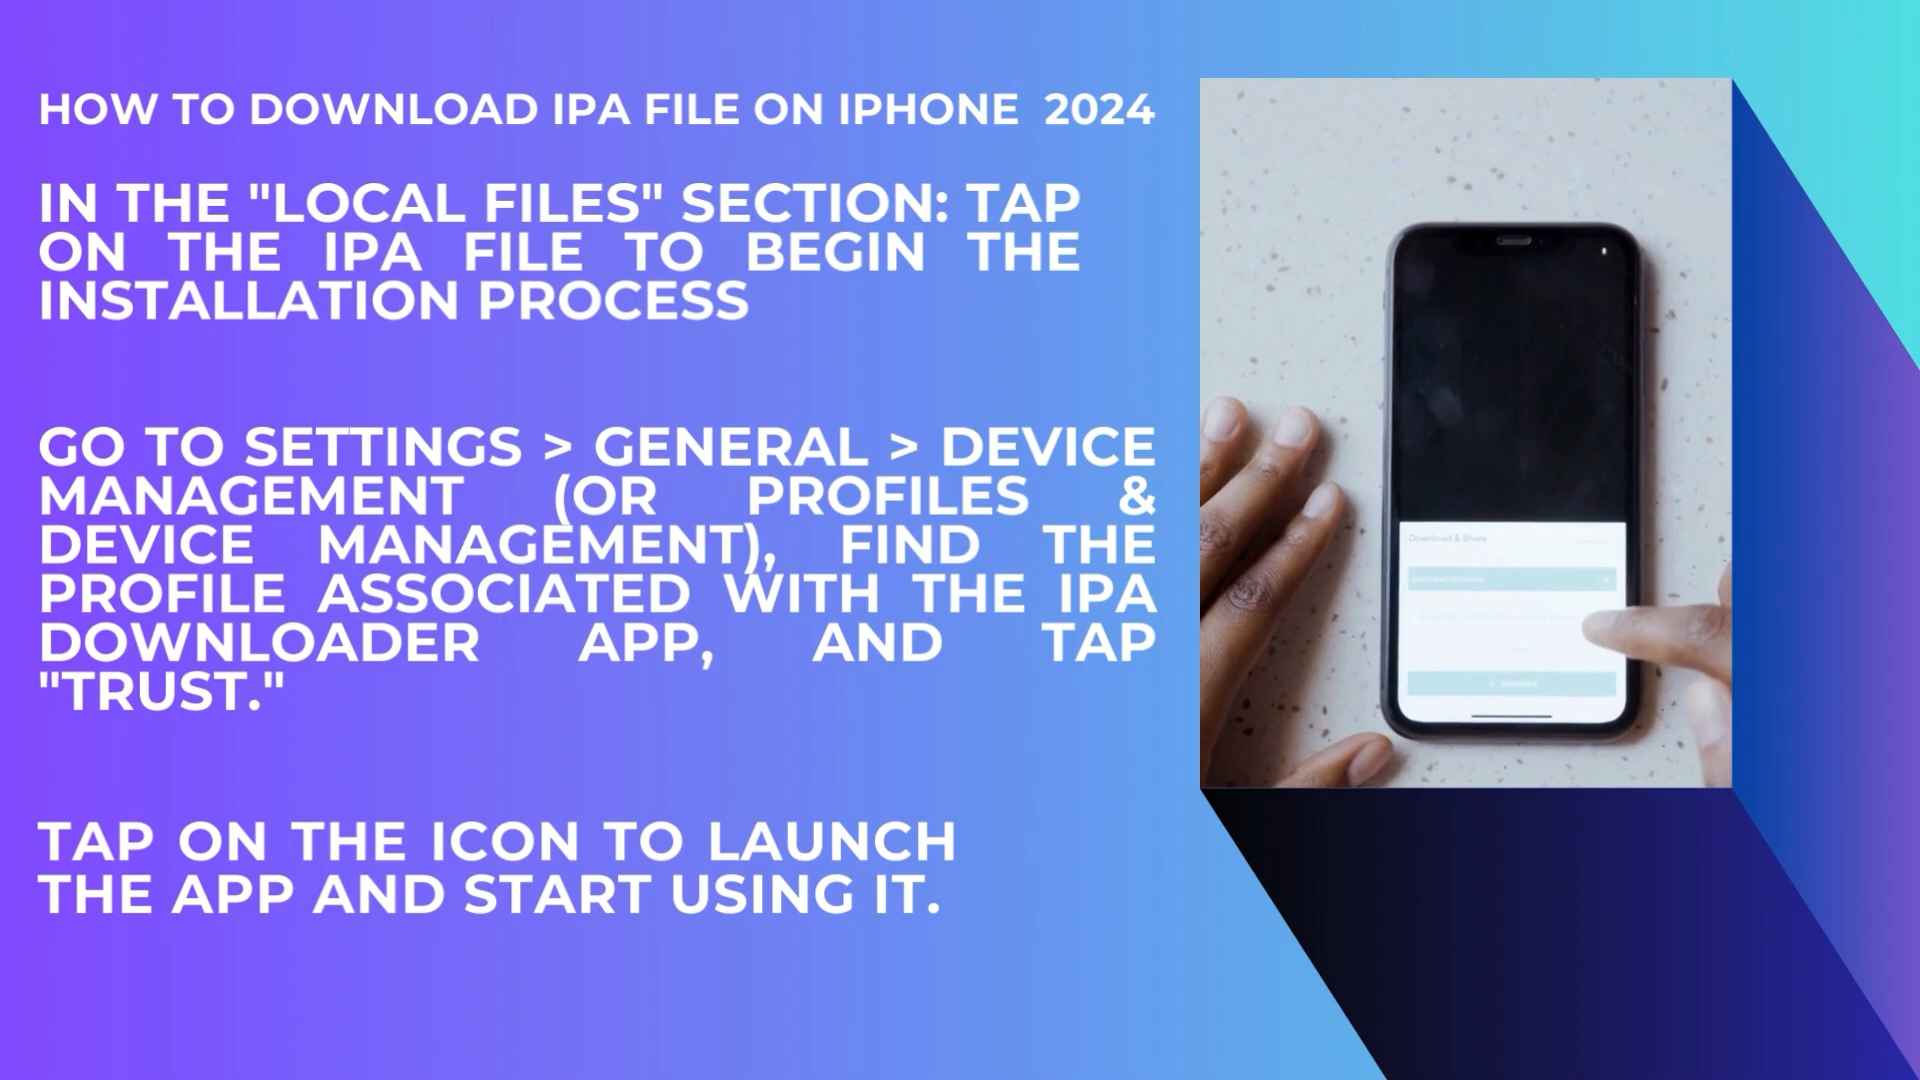 HOW TO DOWNLOAD IPA FILE ON IPHONE 2024
IN THE "LOCAL FILES" SECTION: TAP
ON THE IPA FILE TO BEGIN THE
INSTALLATION PROCESS
GO TO SETTINGS > GENERAL > DEVICE
MANAGEMENT (OR PROFILES &
DEVICE MANAGEMENT), FIND THE
PROFILE ASSOCIATED WITH THE IPA
DOWNLOADER APP, AND TAP
"TRUST."
TAP ON THE ICON TO LAUNCH
THE APP AND START USING IT.
Download & Share